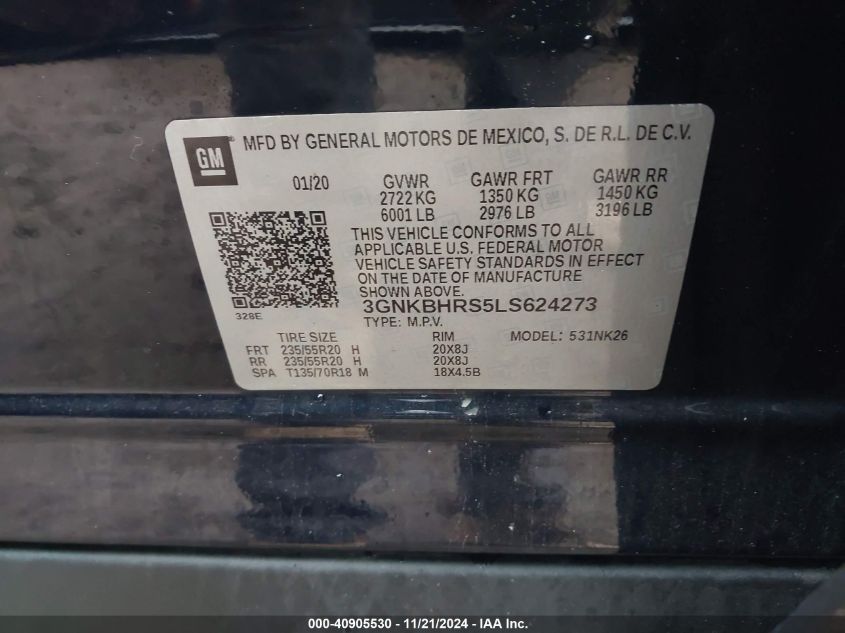 GM ® MFD BY GENERAL MOTORS DE MEXICO, S. DE R.L. DE C.V.
01/20 GVWR GAWR FRT GAWR RR
2722 KG 1350 KG 1450 KG
6001 LB 2976 LB 3196 LB
THIS VEHICLE CONFORMS TO ALL
APPLICABLE U.S. FEDERAL MOTOR
VEHICLE SAFETY STANDARDS IN EFFECT
ON THE DATE OF MANUFACTURE
SHOWN ABOVE.
328E
3GNKBHRS5LS624273
TYPE: M.P.V.
TIRE SIZE RIM MODEL: 531NK26
FRT 235/55R20 H 20X8J
RR 235/55R20 H 20X8J
SPA T135/70R18 M 18X4.5B
000-40905530 - 11/21/2024 - IAA Inc.